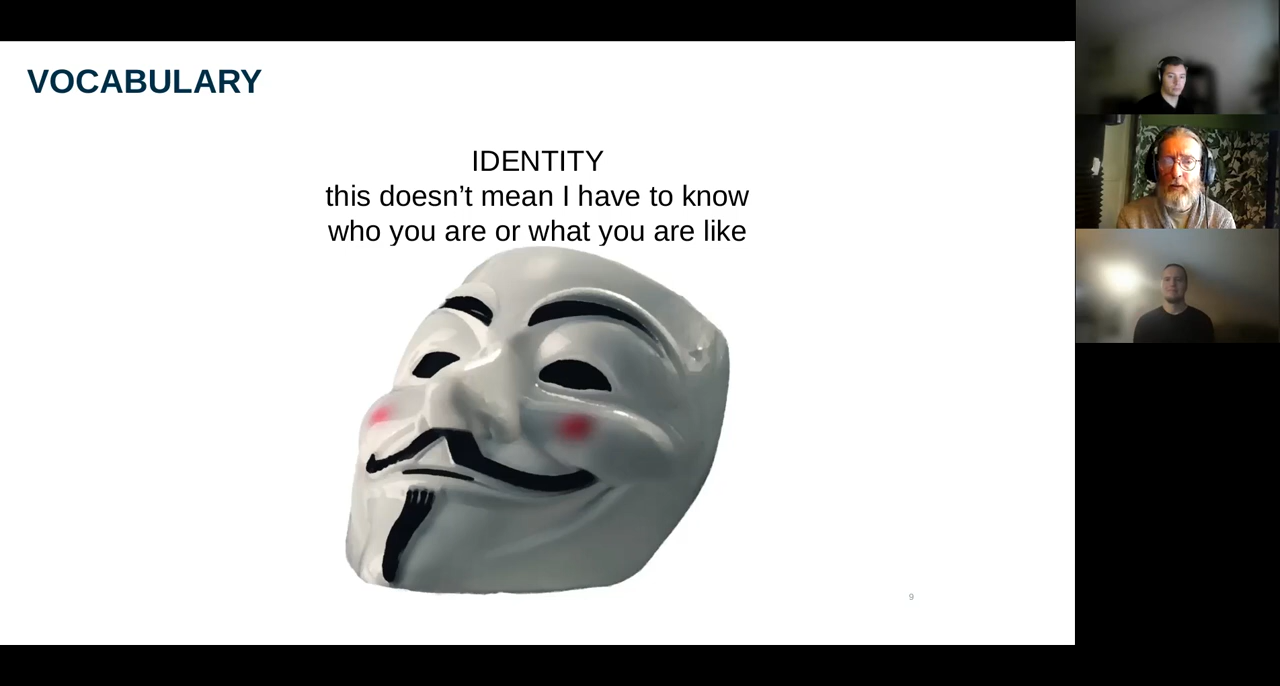 VOCABULARY
IDENTITY
this doesn’t mean I have to know
who you are or what you are like
9